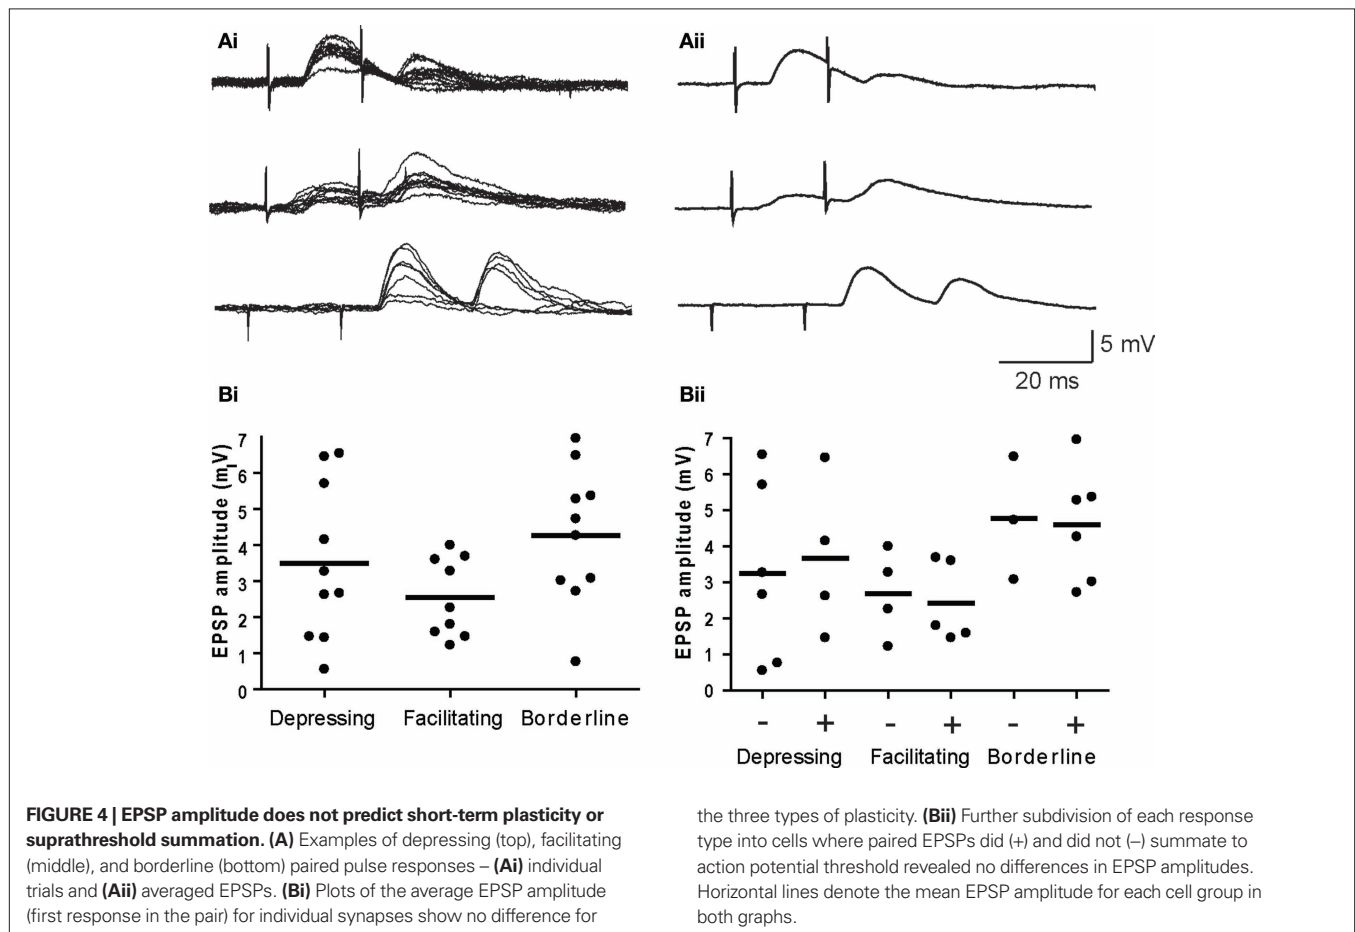 Ai
Aii
5 mV
20 ms
Bi
Bii
EPSP amplitude (mV)
7
6
5
4
3
2
1
0
Depressing Facilitating Borderline
EPSP amplitude (mV)
7
6
5
4
3
2
1
0
- + - + - +
Depressing Facilitating Borderline
FIGURE 4 | EPSP amplitude does not predict short-term plasticity or
suprathreshold summation. (A) Examples of depressing (top), facilitating
(middle), and borderline (bottom) paired pulse responses – (Ai) individual
trials and (Aii) averaged EPSPs. (Bi) Plots of the average EPSP amplitude
(first response in the pair) for individual synapses show no difference for
the three types of plasticity. (Bii) Further subdivision of each response
type into cells where paired EPSPs did (+) and did not (–) summate to
action potential threshold revealed no differences in EPSP amplitudes.
Horizontal lines denote the mean EPSP amplitude for each cell group in
both graphs.